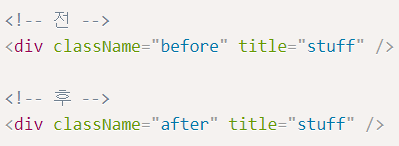 <!-- 전 -->
<div className="before" title="stuff" />
<!-- 후 -->
<div className="after" title="stuff" />